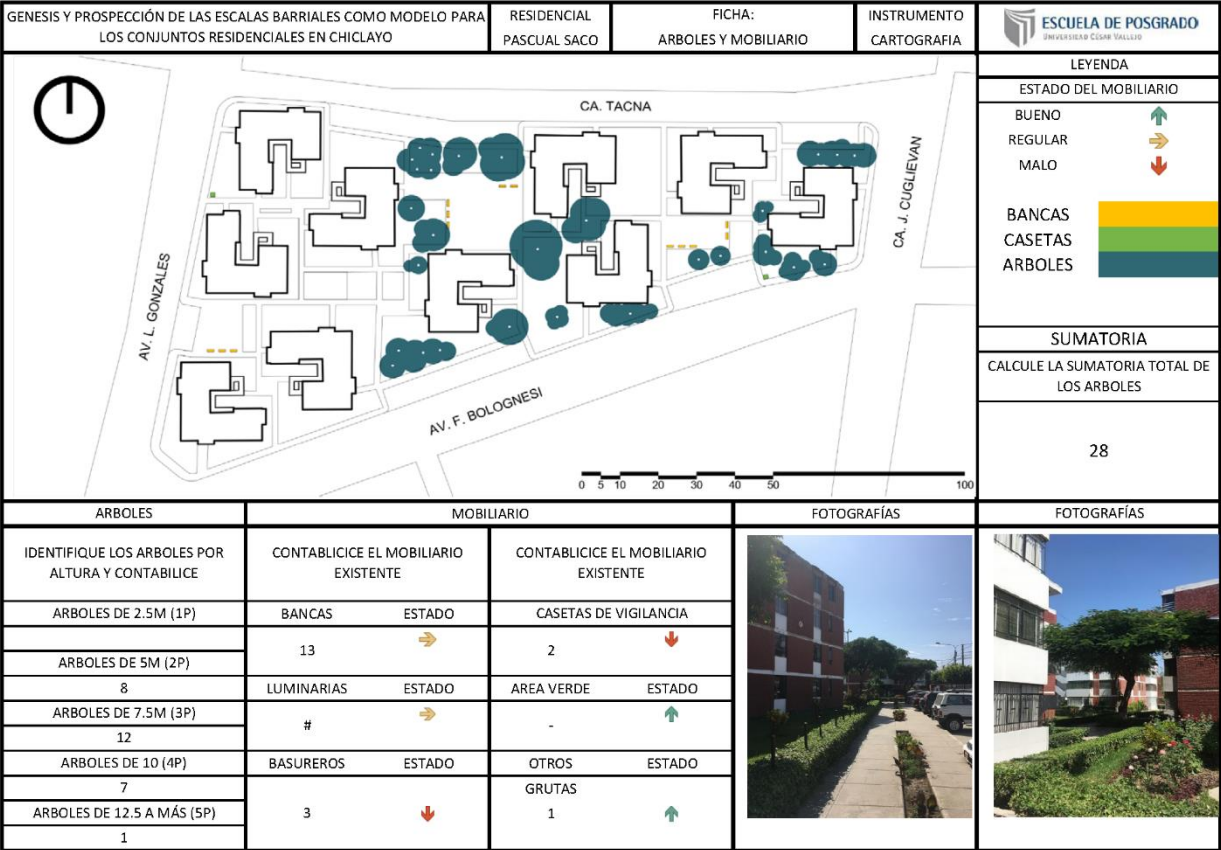 GENESIS Y PROSPECCIÓN DE LAS ESCALAS BARRIALES COMO MODELO PARA
LOS CONJUNTOS RESIDENCIALES EN CHICLAYO
RESIDENCIAL
PASCUAL SACO
FICHA:
ARBOLES Y MOBILIARIO
INSTRUMENTO
CARTOGRAFIA
ESCUELA DE POSGRADO
UNIVERSIDAD CÉSAR VALLEJO
CA. TACNA
CA. J. CUGLIEVAN
AV. L. GONZALES
AV. F. BOLOGNESI
0 5 10 20 30 40 50 100
LEYENDA
ESTADO DEL MOBILIARIO
BUENO
REGULAR
MALO
BANCAS
CASETAS
ARBOLES
SUMATORIA
CALCULE LA SUMATORIA TOTAL DE
LOS ARBOLES
28
ARBOLES
IDENTIFIQUE LOS ARBOLES POR
ALTURA Y CONTABILICE
ARBOLES DE 2.5M (1P)
ARBOLES DE 5M (2P)
8
ARBOLES DE 7.5M (3P)
12
ARBOLES DE 10 (4P)
7
ARBOLES DE 12.5 A MÁS (5P)
1
MOBILIARIO
CONTABLICICE EL MOBILIARIO
EXISTENTE
BANCAS ESTADO
13
LUMINARIAS ESTADO
#
BASUREROS ESTADO
3
CONTABLICICE EL MOBILIARIO
EXISTENTE
CASETAS DE VIGILANCIA
2
AREA VERDE ESTADO
-
OTROS ESTADO
GRUTAS
1
FOTOGRAFÍAS
FOTOGRAFÍAS